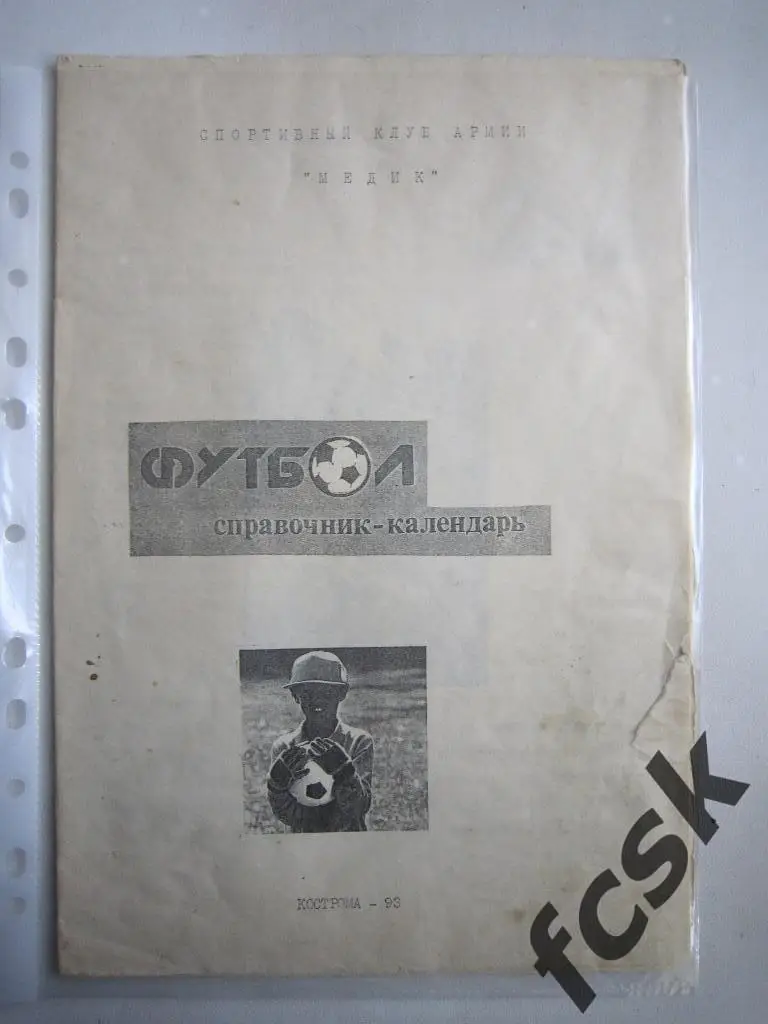 СПОРТИВНЫЙ КЛУБ АРМИИ
"МЕДИК"
ФУТБОЛ
справочник-календарь
КОСТРОМА - 93
fcsk